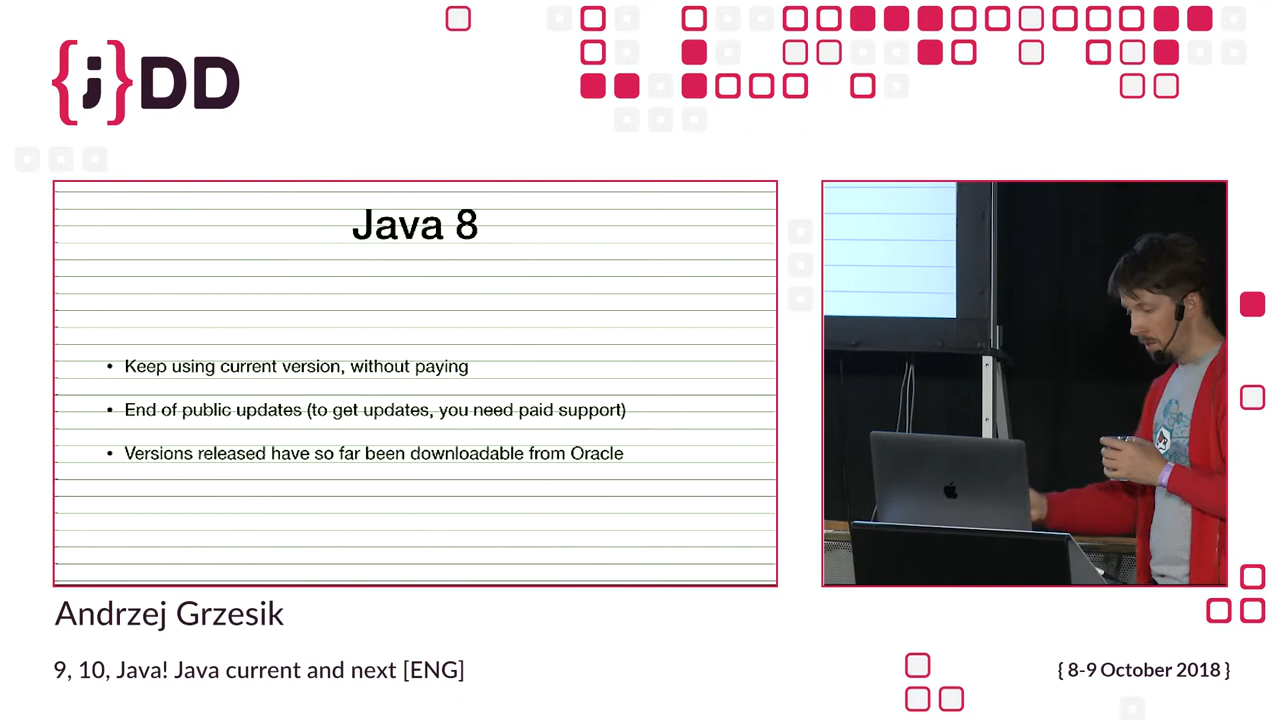 {j}DD
Java 8
• Keep using current version, without paying
• End of public updates (to get updates, you need paid support)
• Versions released have so far been downloadable from Oracle
Andrzej Grzesik
9, 10, Java! Java current and next [ENG]
{ 8-9 October 2018 }